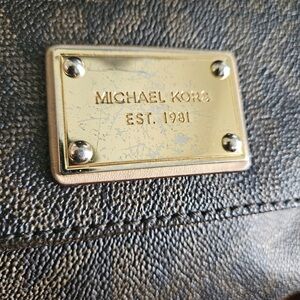 MICHAEL KORS
EST. 1981